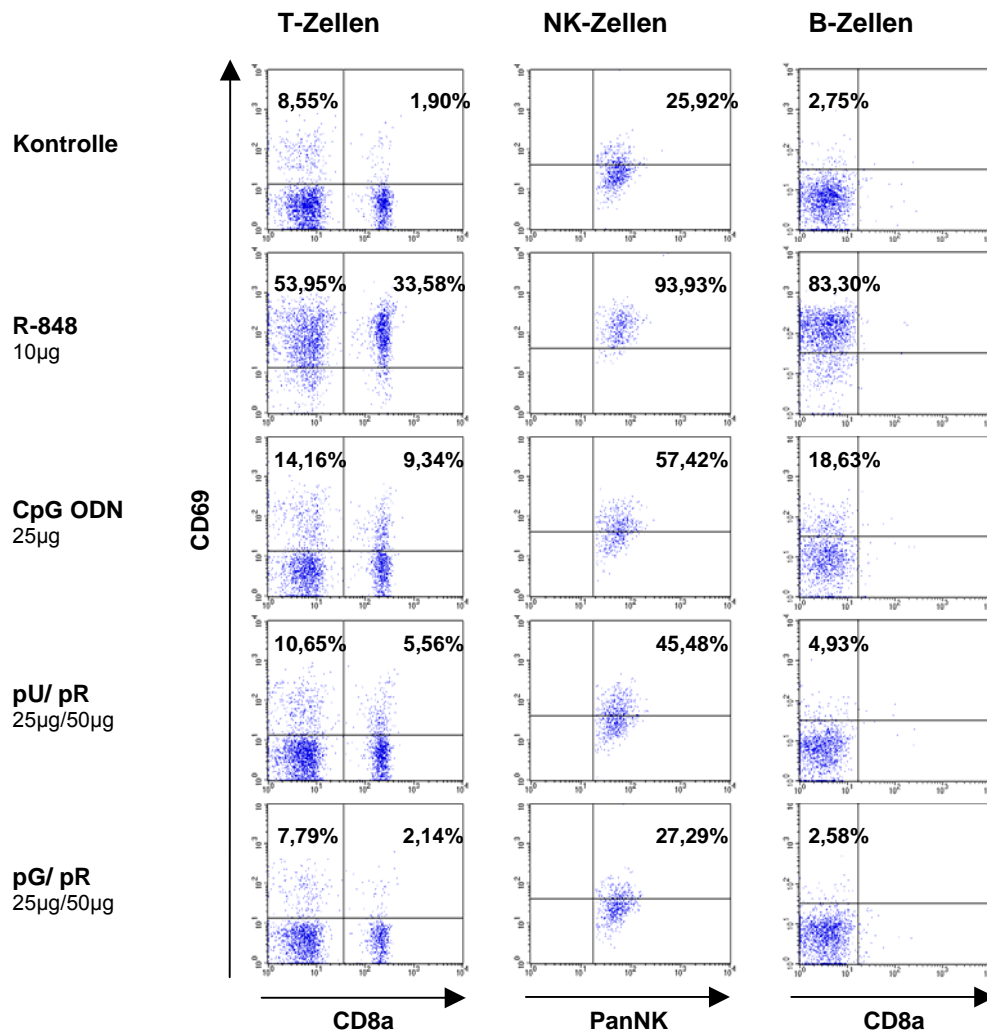 T-Zellen NK-Zellen B-Zellen
Kontrolle
8,55% 1,90% 25,92% 2,75%
R-848
10µg
53,95% 33,58% 93,93% 83,30%
CpG ODN
25µg
14,16% 9,34% 57,42% 18,63%
pU/ pR
25µg/50µg
10,65% 5,56% 45,48% 4,93%
pG/ pR
25µg/50µg
7,79% 2,14% 27,29% 2,58%
CD69
CD8a PanNK CD8a